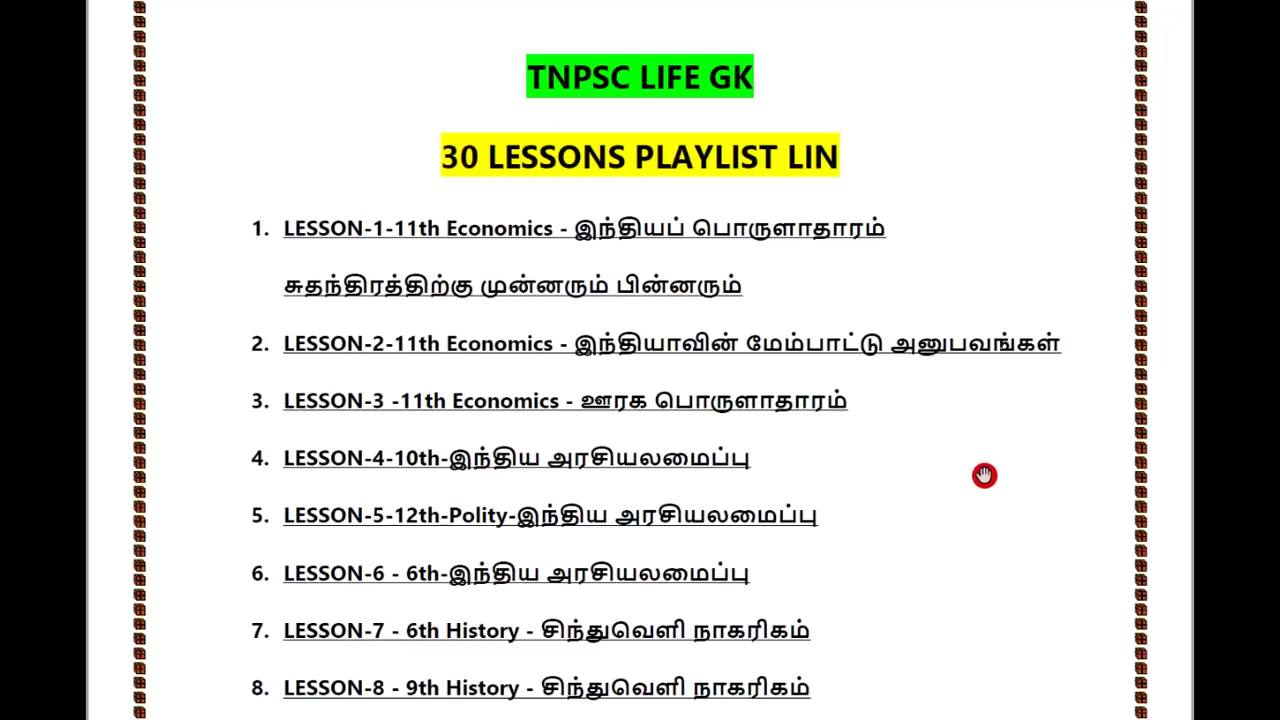 TNPSC LIFE GK
30 LESSONS PLAYLIST LIN
1. LESSON-1-11th Economics - இந்தியப் பொருளாதாரம்
சுதந்திரத்திற்கு முன்னரும் பின்னரும்
2. LESSON-2-11th Economics - இந்தியாவின் மேம்பாட்டு அனுபவங்கள்
3. LESSON-3 -11th Economics - ஊரக பொருளாதாரம்
4. LESSON-4-10th-இந்திய அரசியலமைப்பு
5. LESSON-5-12th-Polity-இந்திய அரசியலமைப்பு
6. LESSON-6 - 6th-இந்திய அரசியலமைப்பு
7. LESSON-7 - 6th History - சிந்துவெளி நாகரிகம்
8. LESSON-8 - 9th History - சிந்துவெளி நாகரிகம்